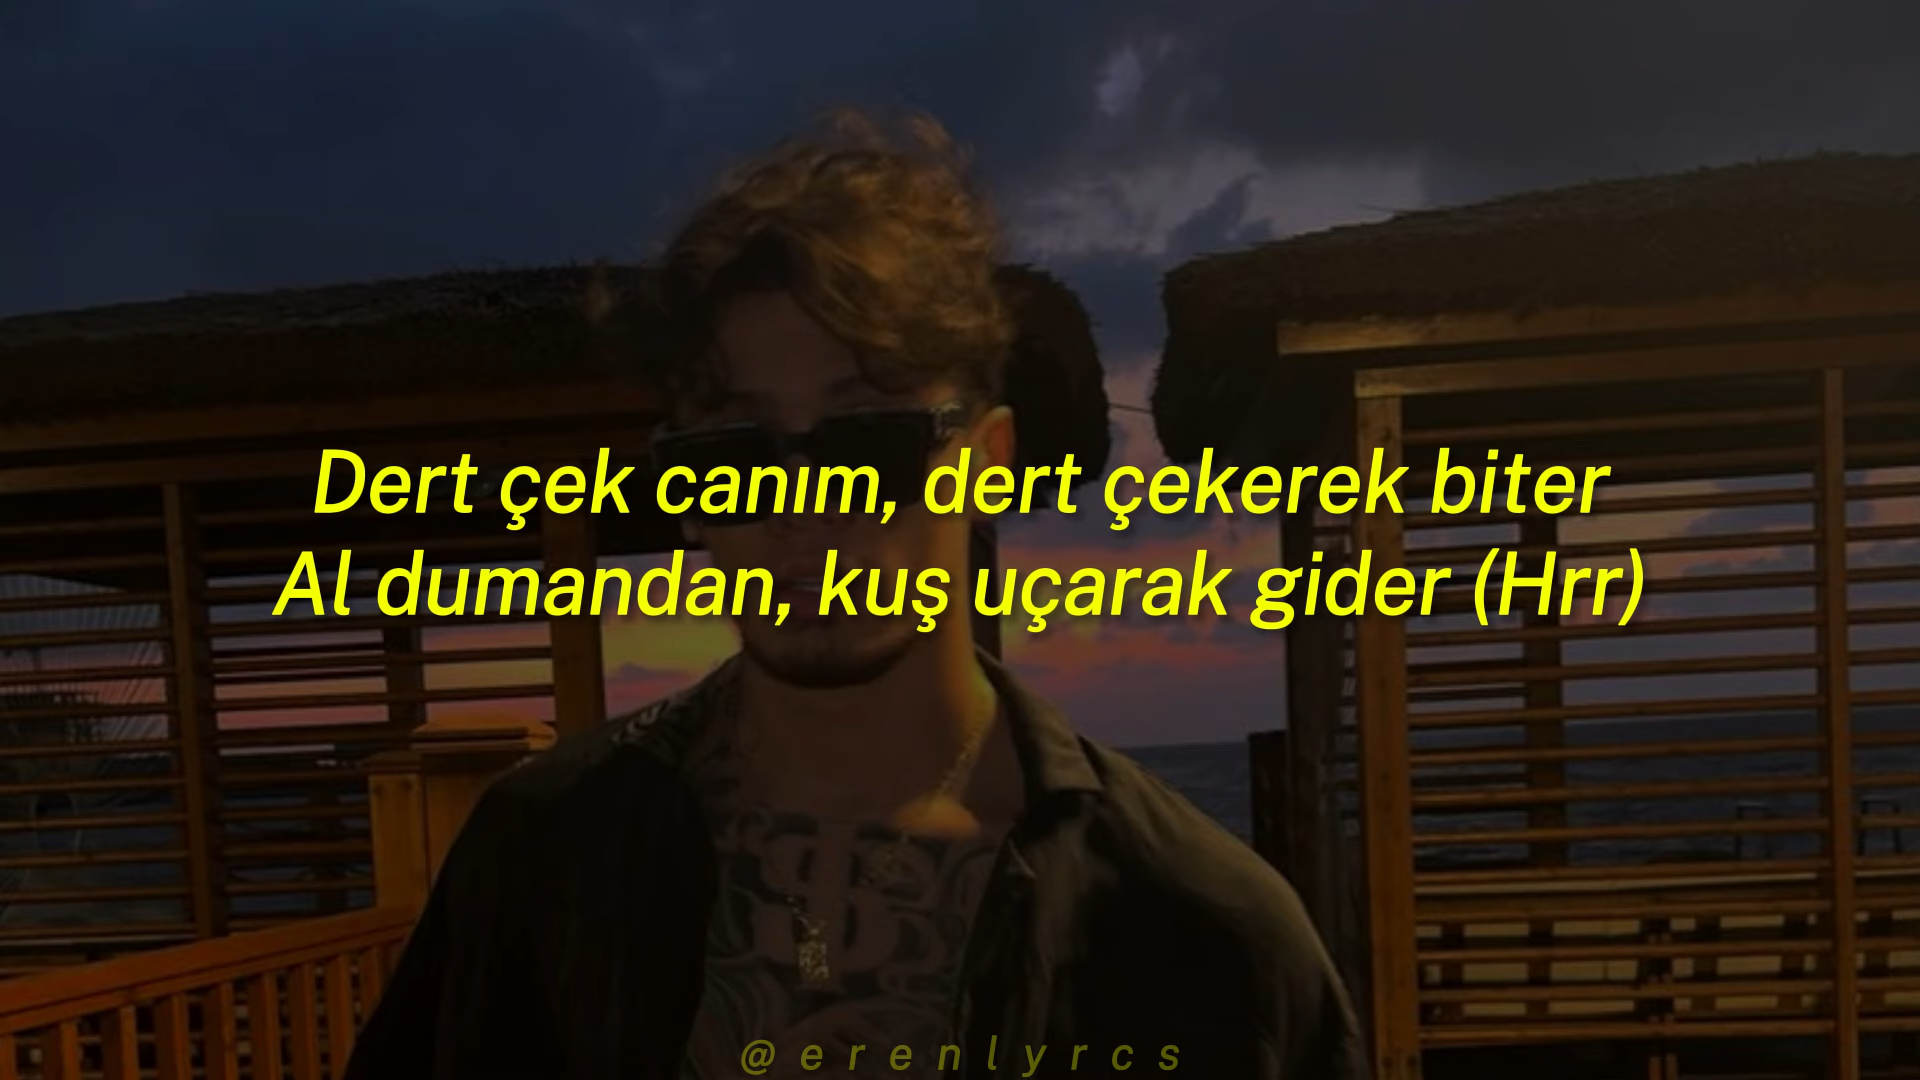 Dert çek canım, dert çekerek biter
Al dumandan, kuş uçarak gider (Hrr)
@erenlyrcs